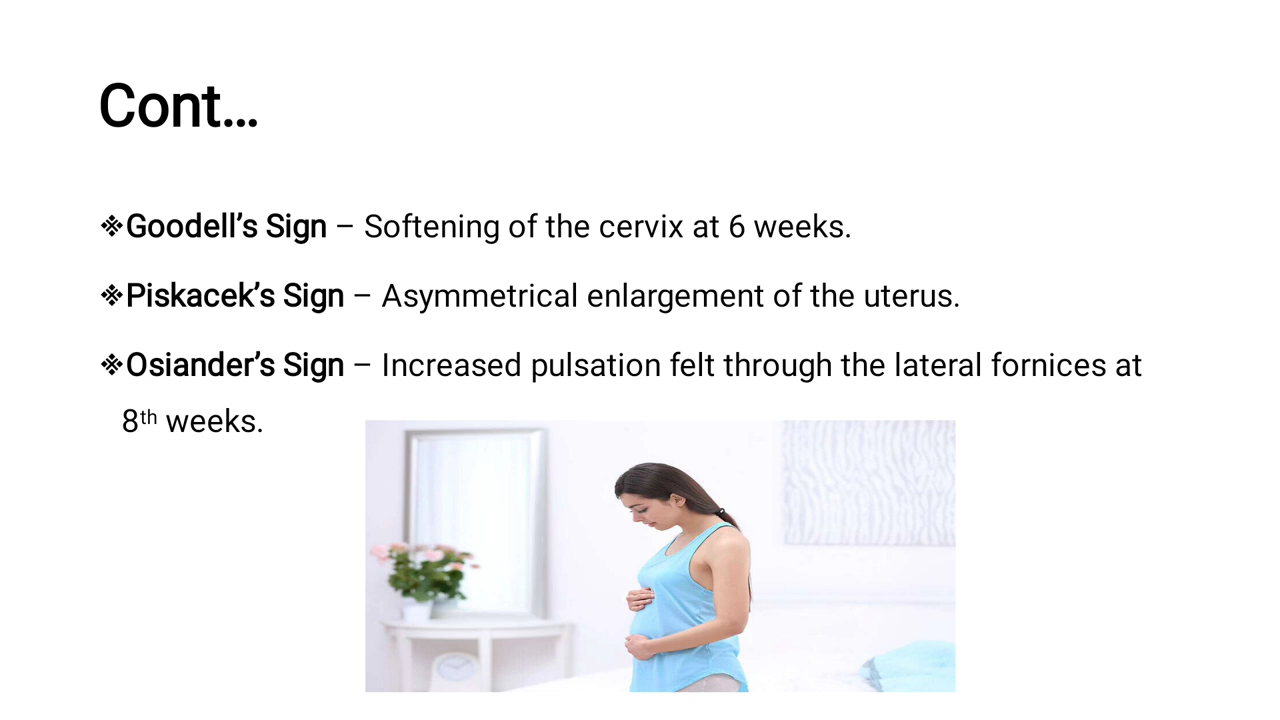 Cont…
❖Goodell’s Sign – Softening of the cervix at 6 weeks.
❖Piskacek’s Sign – Asymmetrical enlargement of the uterus.
❖Osiander’s Sign – Increased pulsation felt through the lateral fornices at
8th weeks.